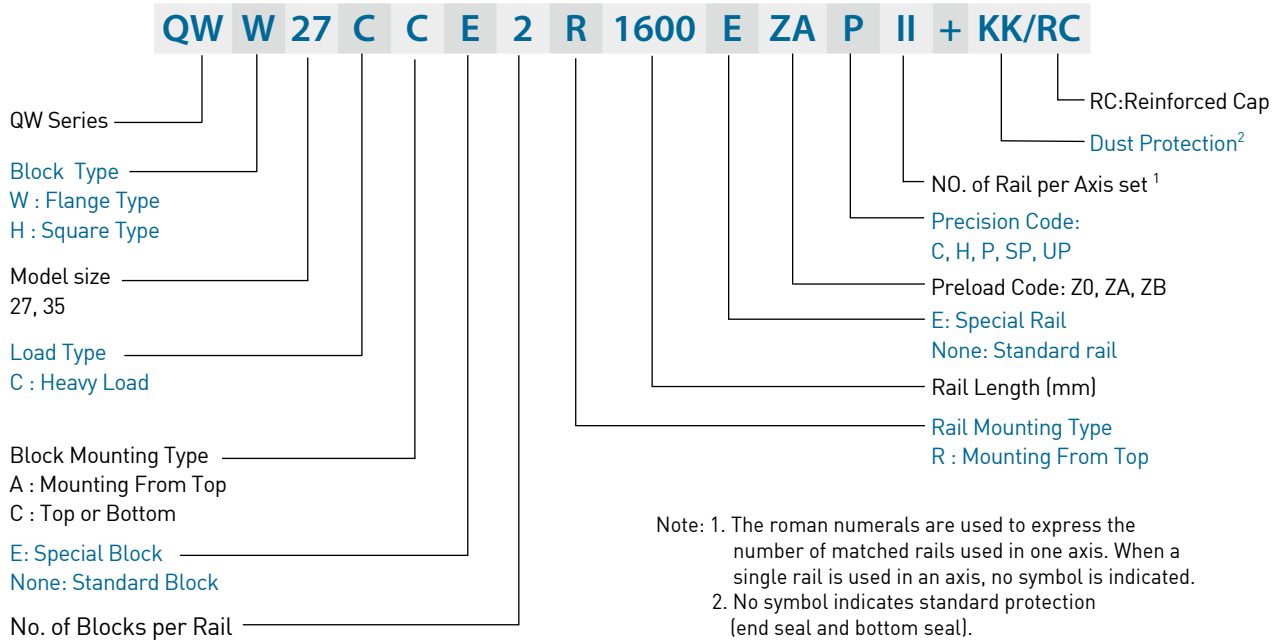 QW W 27 C C E 2 R 1600 E ZA P II + KK/RC
QW Series
Block Type
W : Flange Type
H : Square Type
Model size
27, 35
Load Type
C : Heavy Load
Block Mounting Type
A : Mounting From Top
C : Top or Bottom
E: Special Block
None: Standard Block
No. of Blocks per Rail
RC:Reinforced Cap
Dust Protection2
NO. of Rail per Axis set 1
Precision Code:
C, H, P, SP, UP
Preload Code: Z0, ZA, ZB
E: Special Rail
None: Standard rail
Rail Length (mm)
Rail Mounting Type
R : Mounting From Top
Note: 1. The roman numerals are used to express the
number of matched rails used in one axis. When a
single rail is used in an axis, no symbol is indicated.
2. No symbol indicates standard protection
(end seal and bottom seal).